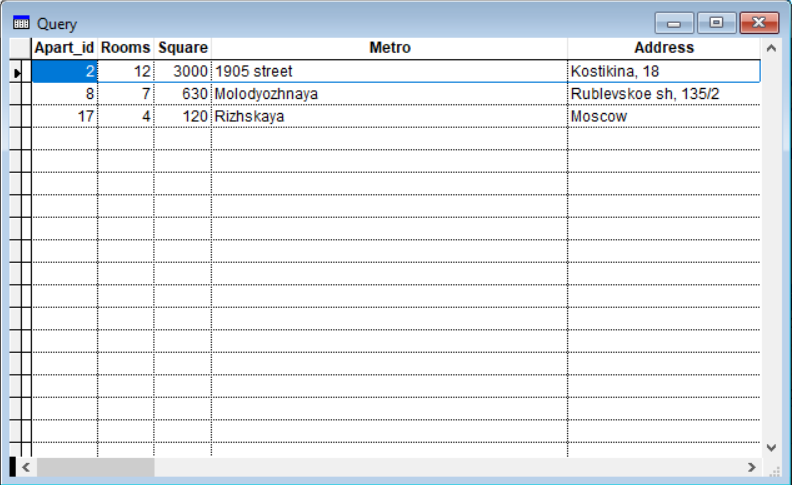 Query
Apart_id Rooms Square Metro Address
2 12 3000 1905 street Kostikina, 18
8 7 630 Molodyozhnaya Rublevskoe sh, 135/2
17 4 120 Rizhskaya Moscow